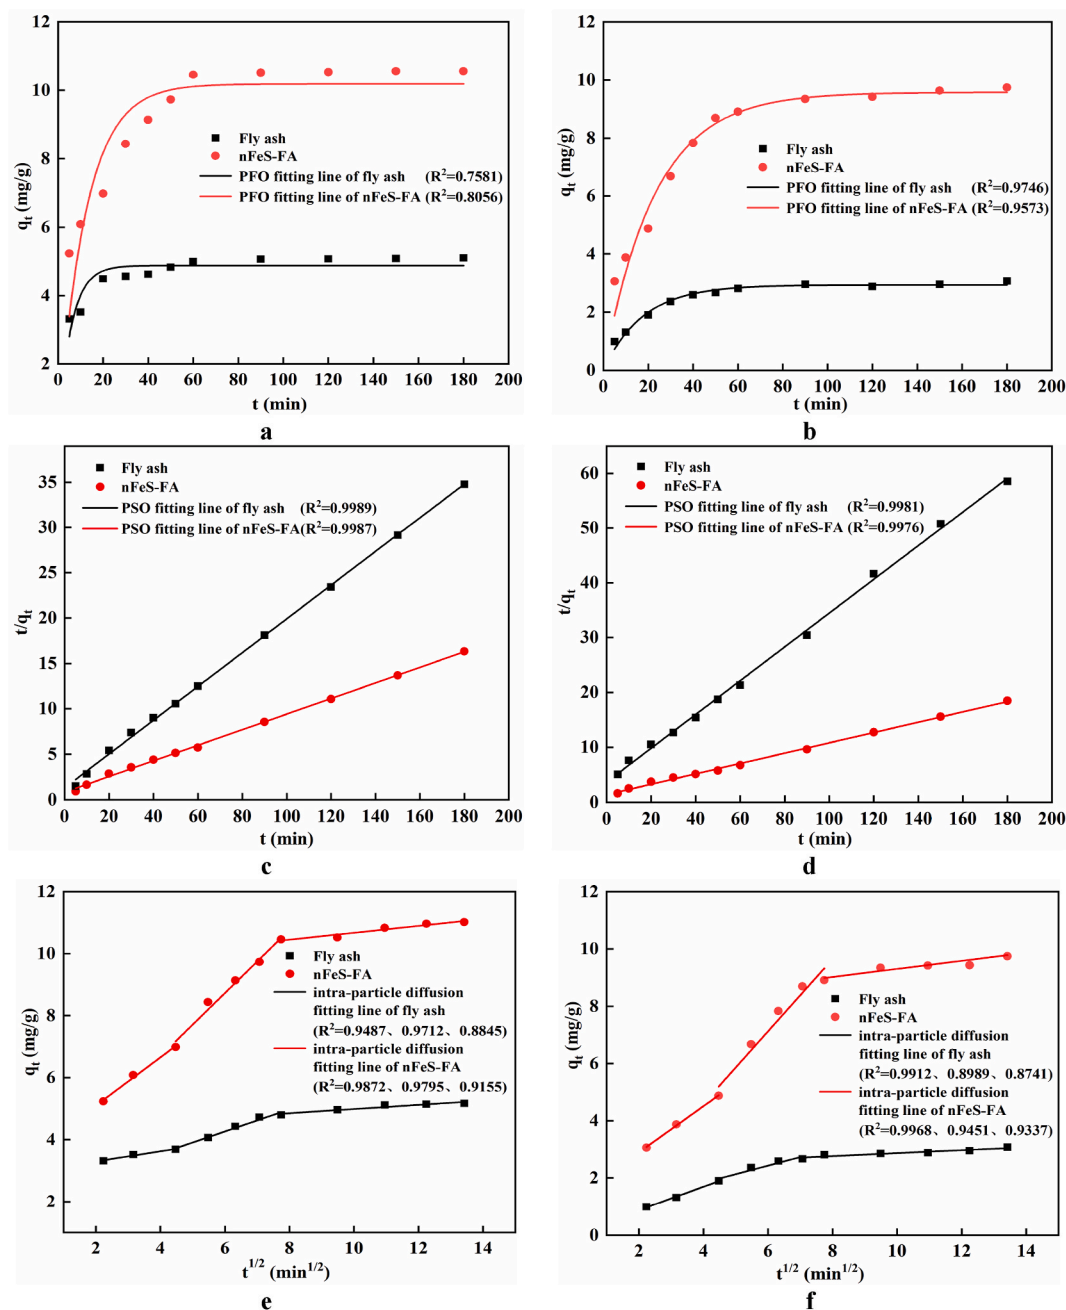 12
10
8
6
4
2
q_t (mg/g)
Fly ash
nFeS-FA
PFO fitting line of fly ash (R²=0.7581)
PFO fitting line of nFeS-FA (R²=0.8056)
0 20 40 60 80 100 120 140 160 180 200
t (min)
a
12
10
8
6
4
2
0
q_t (mg/g)
Fly ash
nFeS-FA
PFO fitting line of fly ash (R²=0.9746)
PFO fitting line of nFeS-FA (R²=0.9573)
0 20 40 60 80 100 120 140 160 180 200
t (min)
b
35
30
25
20
15
10
5
0
t/q_t
Fly ash
nFeS-FA
PSO fitting line of fly ash (R²=0.9989)
PSO fitting line of nFeS-FA(R²=0.9987)
0 20 40 60 80 100 120 140 160 180 200
t (min)
c
60
50
40
30
20
10
0
t/q_t
Fly ash
nFeS-FA
PSO fitting line of fly ash (R²=0.9981)
PSO fitting line of nFeS-FA (R²=0.9976)
0 20 40 60 80 100 120 140 160 180 200
t (min)
d
12
10
8
6
4
2
q_t (mg/g)
Fly ash
nFeS-FA
intra-particle diffusion
fitting line of fly ash
(R²=0.9487、0.9712、0.8845)
intra-particle diffusion
fitting line of nFeS-FA
(R²=0.9872、0.9795、0.9155)
2 4 6 8 10 12 14
t^1/2 (min^1/2)
e
12
10
8
6
4
2
0
q_t (mg/g)
Fly ash
nFeS-FA
intra-particle diffusion
fitting line of fly ash
(R²=0.9912、0.8989、0.8741)
intra-particle diffusion
fitting line of nFeS-FA
(R²=0.9968、0.9451、0.9337)
2 4 6 8 10 12 14
t^1/2 (min^1/2)
f